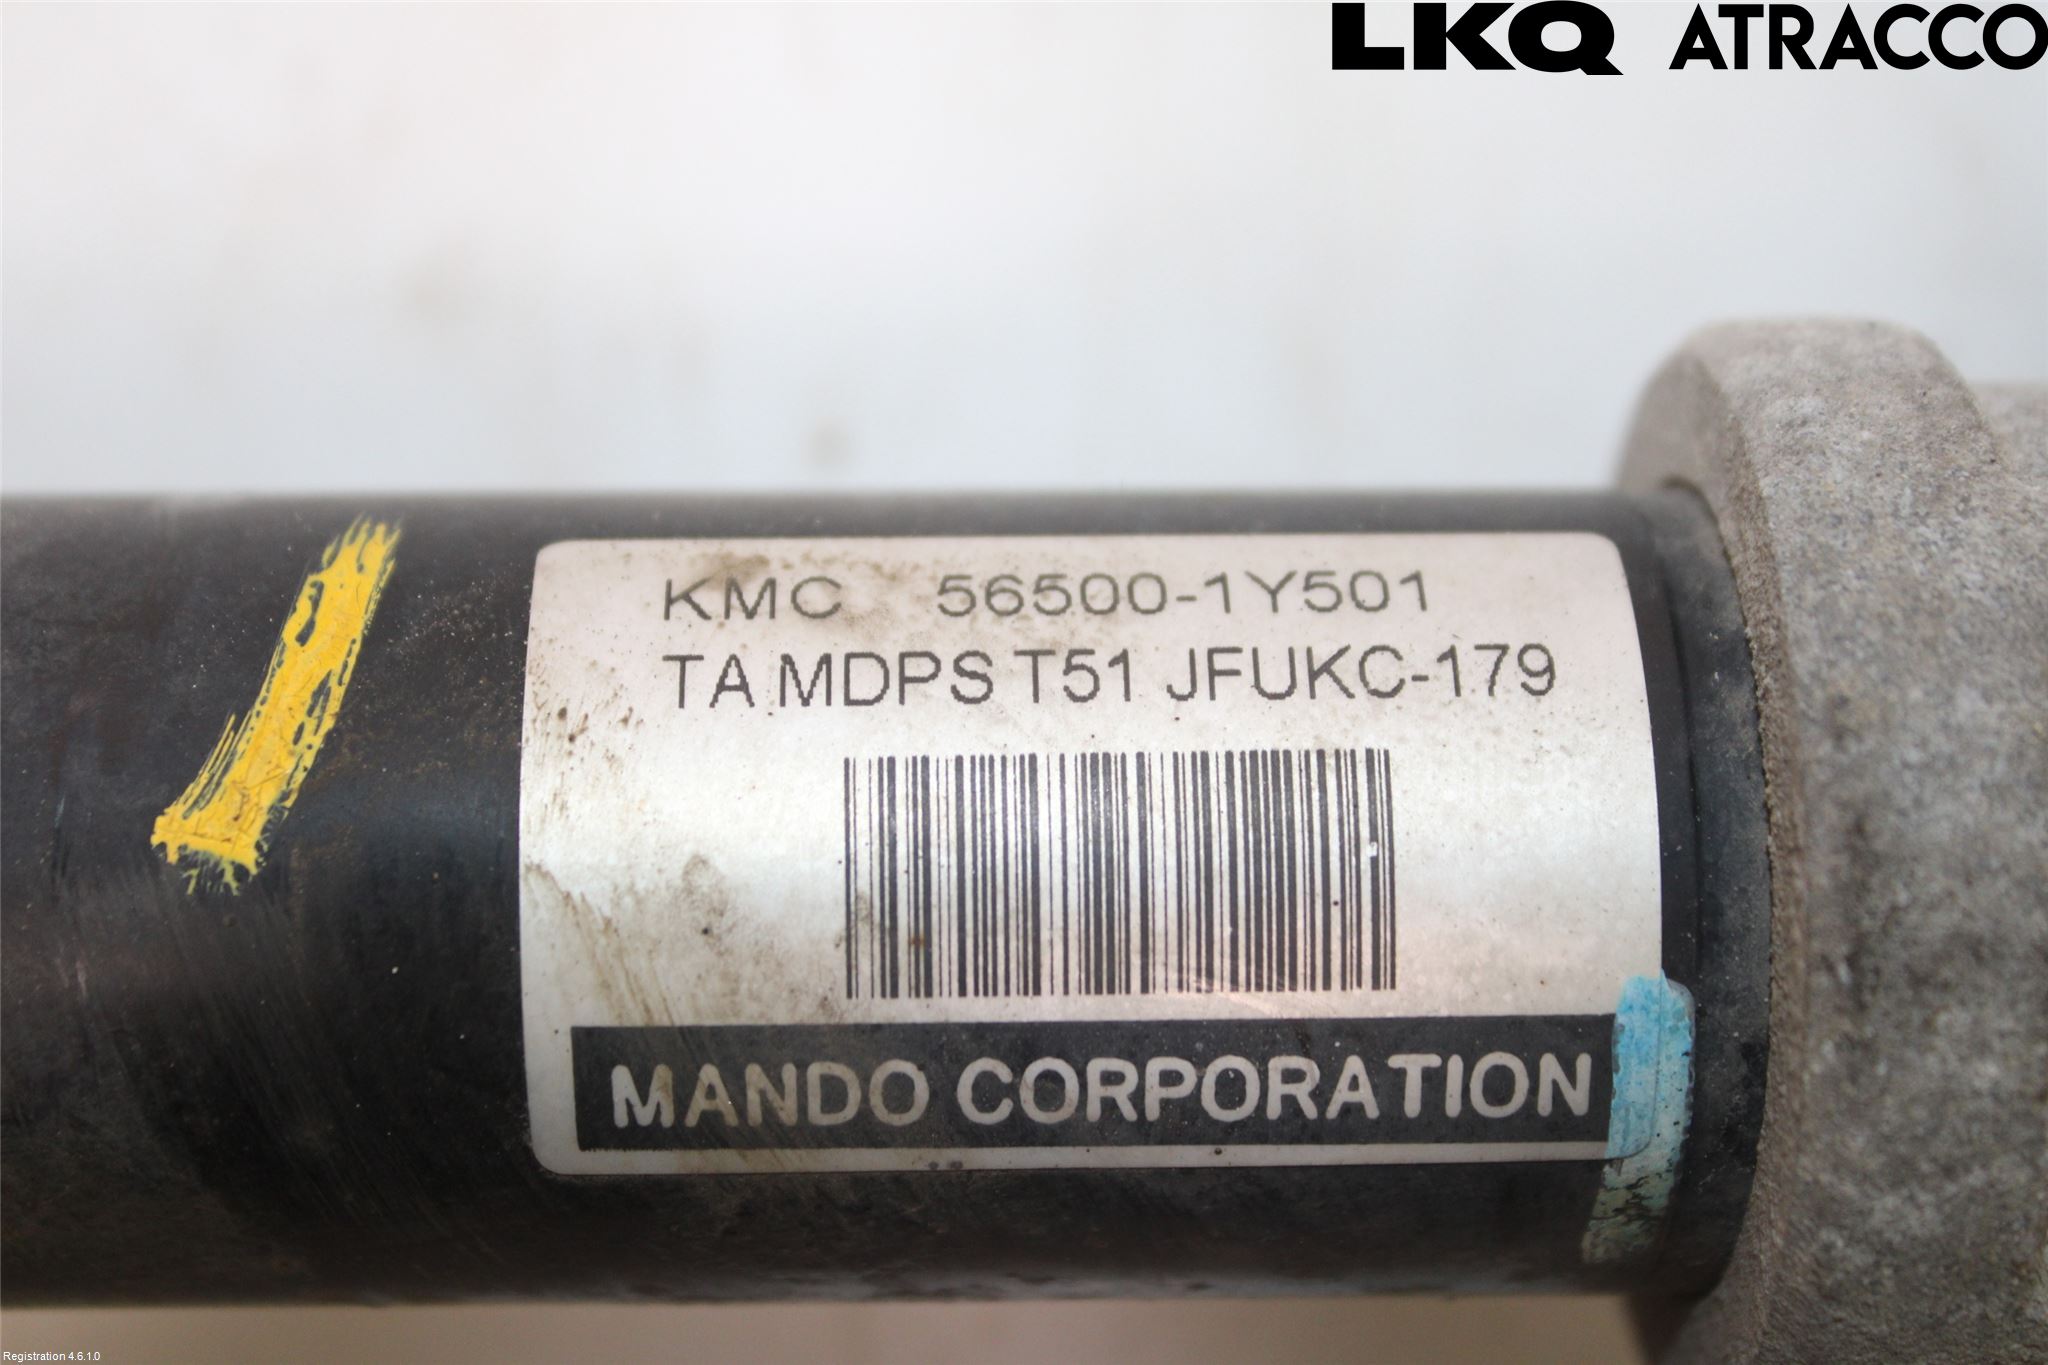 LKQ ATRACCO
KMC 56500-1Y501
TA MDPS T51 JFUKC-179
MANDO CORPORATION
Registration 4.6.1.0